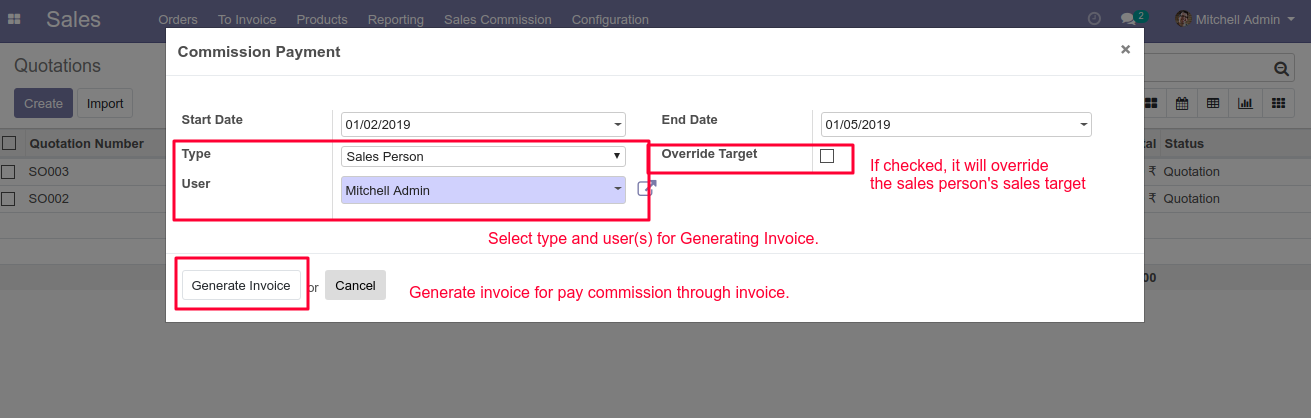 Sales Orders To Invoice Products Reporting Sales Commission Configuration 2 Mitchell Admin
Commission Payment ×
Quotations
Create Import
Start Date 01/02/2019 End Date 01/05/2019
Quotation Number Status
Type Sales Person Override Target
If checked, it will override
the sales person's sales target
SO003 ₹ Quotation
User Mitchell Admin
SO002 ₹ Quotation
Select type and user(s) for Generating Invoice.
Generate Invoice or Cancel
Generate invoice for pay commission through invoice.